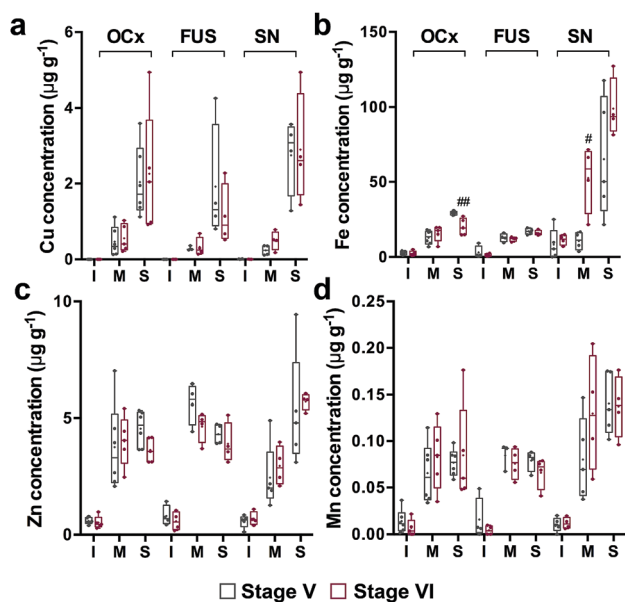 a
OCx FUS SN
Cu concentration (µg g-1)
6
4
2
0
I M S I M S I M S
b
OCx FUS SN
Fe concentration (µg g-1)
150
100
50
0
##
#
I M S I M S I M S
c
Zn concentration (µg g-1)
10
5
0
I M S I M S I M S
d
Mn concentration (µg g-1)
0.25
0.20
0.15
0.10
0.05
0.00
I M S I M S I M S
Stage V Stage VI